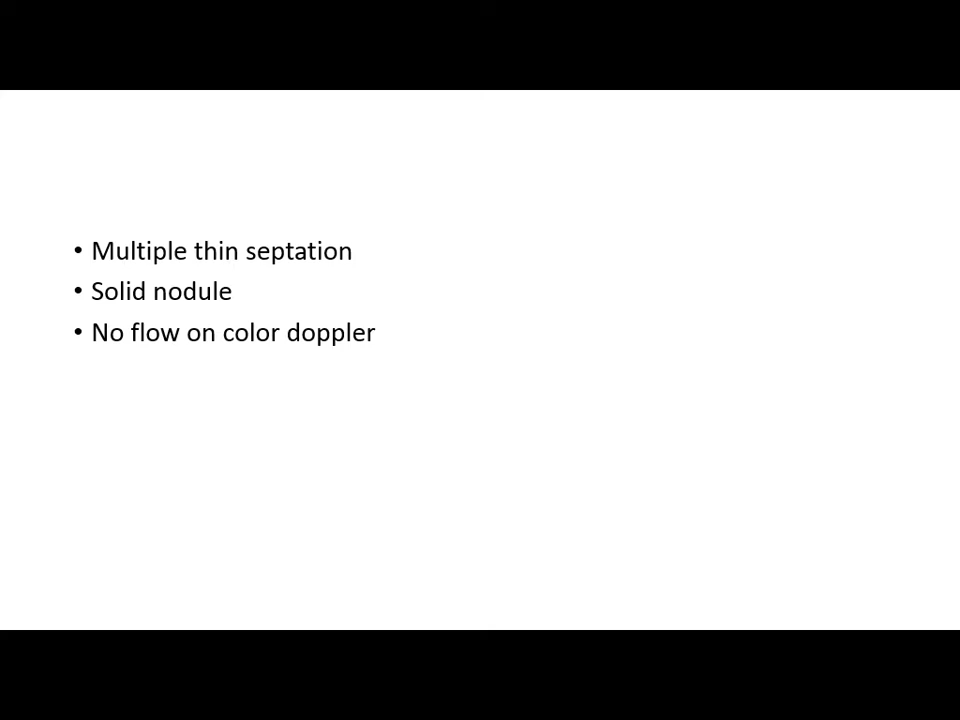 • Multiple thin septation
• Solid nodule
• No flow on color doppler